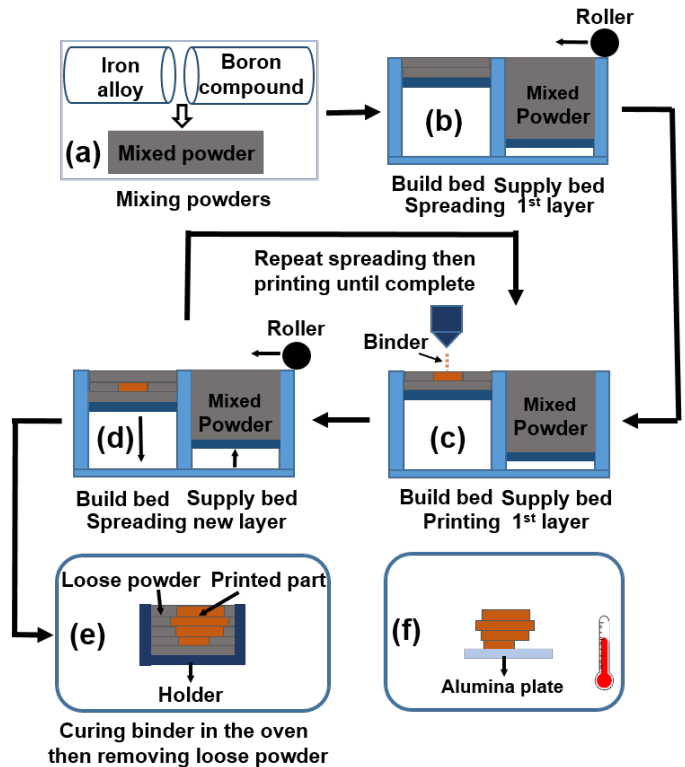 Iron
alloy
Boron
compound
(a)
Mixed powder
Mixing powders
Roller
(b)
Mixed
Powder
Build bed Supply bed
Spreading 1st layer
Repeat spreading then
printing until complete
Binder
(c)
Mixed
Powder
Build bed Supply bed
Printing 1st layer
Roller
(d)
Mixed
Powder
Build bed Supply bed
Spreading new layer
(e)
Loose powder Printed part
Holder
Curing binder in the oven
then removing loose powder
(f)
Alumina plate